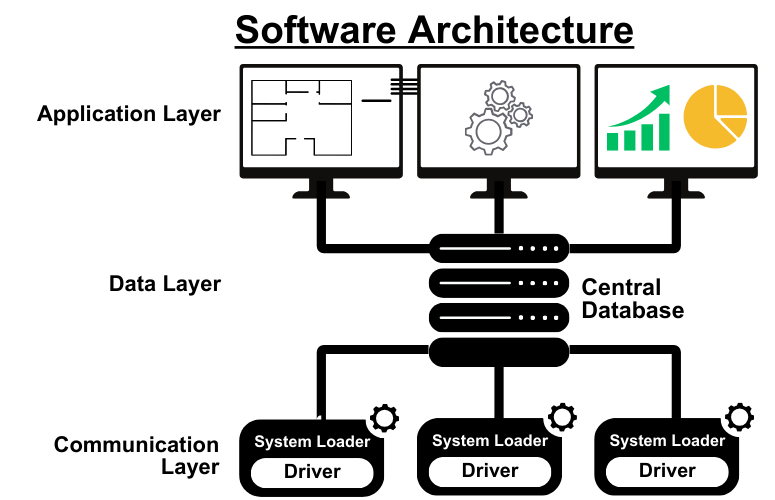 Software Architecture
Application Layer
Data Layer
Central
Database
Communication
Layer
System Loader
Driver
System Loader
Driver
System Loader
Driver